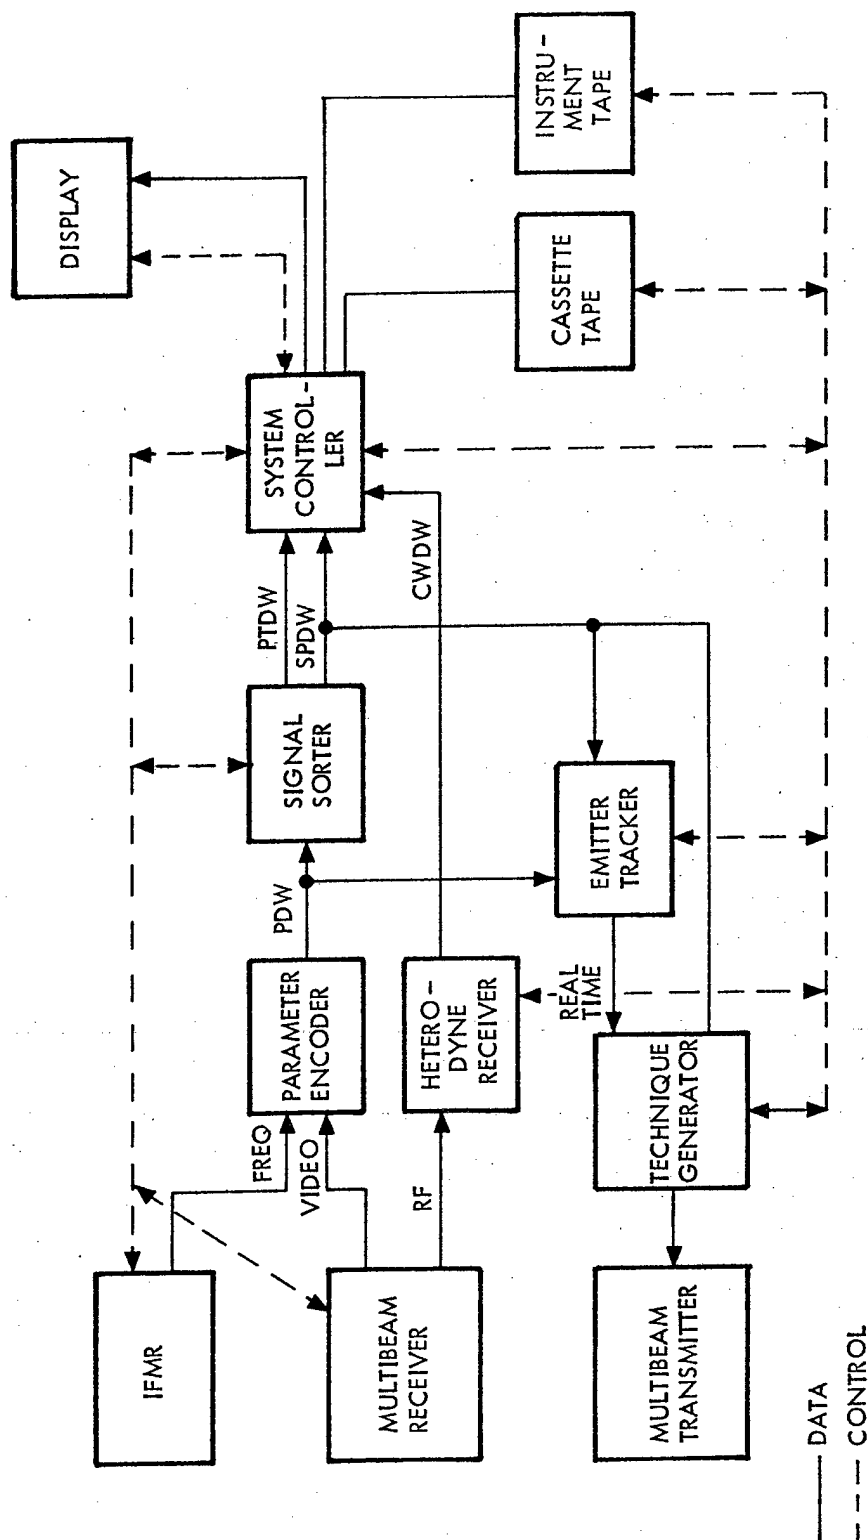 DISPLAY
INSTRU-
MENT
TAPE
CASSETTE
TAPE
SYSTEM
CONTROL-
LER
PTDW
SPDW
CWDW
SIGNAL
SORTER
PDW
EMITTER
TRACKER
REAL
TIME
PARAMETER
ENCODER
HETERO-
DYNE
RECEIVER
TECHNIQUE
GENERATOR
FREQ
VIDEO
RF
IFMR
MULTIBEAM
RECEIVER
MULTIBEAM
TRANSMITTER
DATA
CONTROL